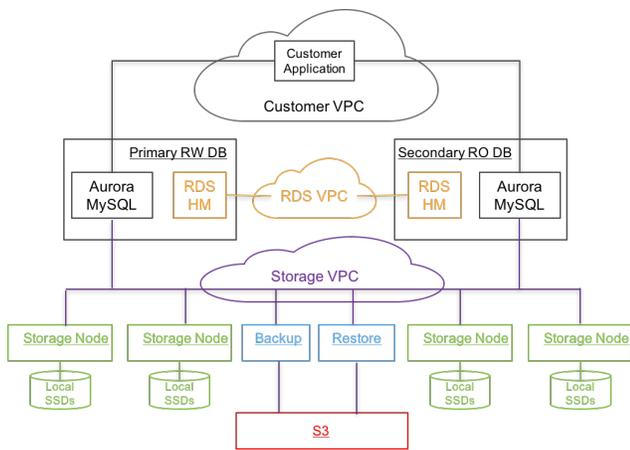 Customer
Application
Customer VPC
Primary RW DB
Secondary RO DB
Aurora
MySQL
RDS
HM
RDS VPC
RDS
HM
Aurora
MySQL
Storage VPC
Storage Node
Storage Node
Backup
Restore
Storage Node
Storage Node
Local
SSDs
Local
SSDs
Local
SSDs
Local
SSDs
S3